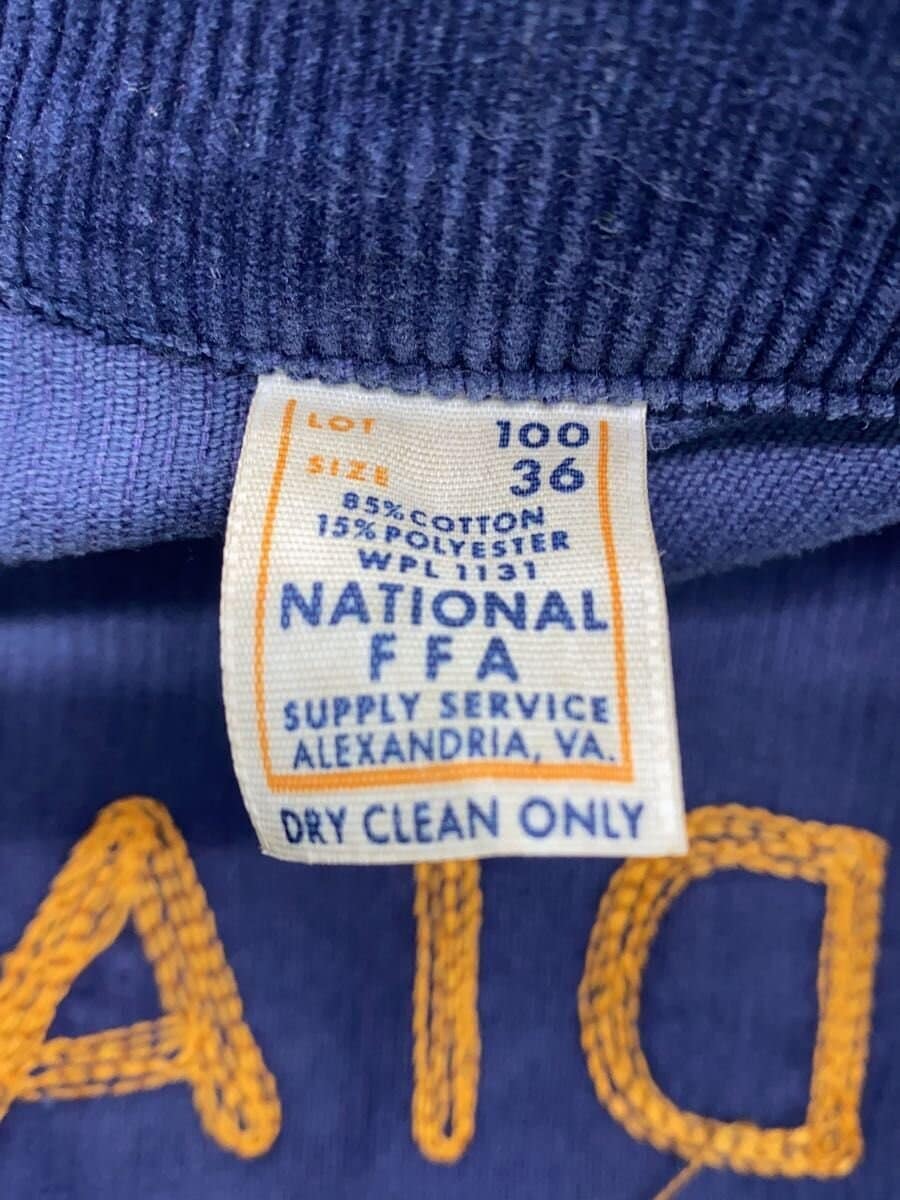 LOT 100
SIZE 36
85% COTTON
15% POLYESTER
WPL 1131
NATIONAL
FFA
SUPPLY SERVICE
ALEXANDRIA, VA.
DRY CLEAN ONLY
DIA